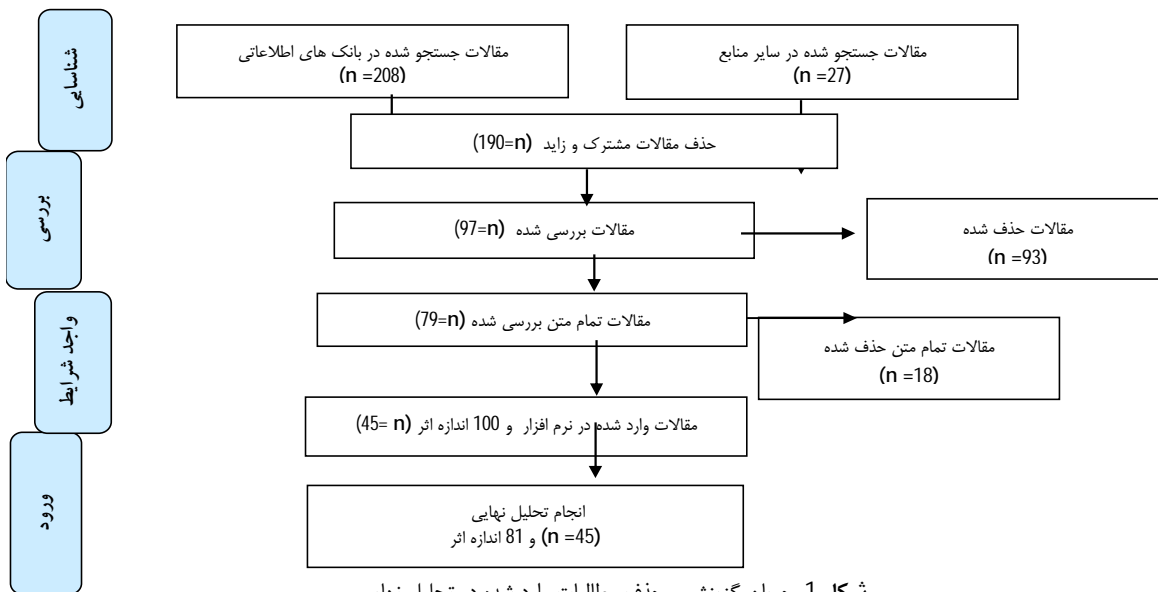 شناسایی
مقالات جستجو شده در بانک های اطلاعاتی
(n =208)
مقالات جستجو شده در سایر منابع
(n =27)
حذف مقالات مشترک و زاید (n=190)
بررسی
مقالات بررسی شده (n=97)
مقالات حذف شده
(n =93)
واجد شرایط
مقالات تمام متن بررسی شده (n=79)
مقالات تمام متن حذف شده
(n =18)
مقالات وارد شده در نرم افزار و 100 اندازه اثر (n =45)
ورود
انجام تحلیل نهایی
(n =45) و 81 اندازه اثر
شکل 1